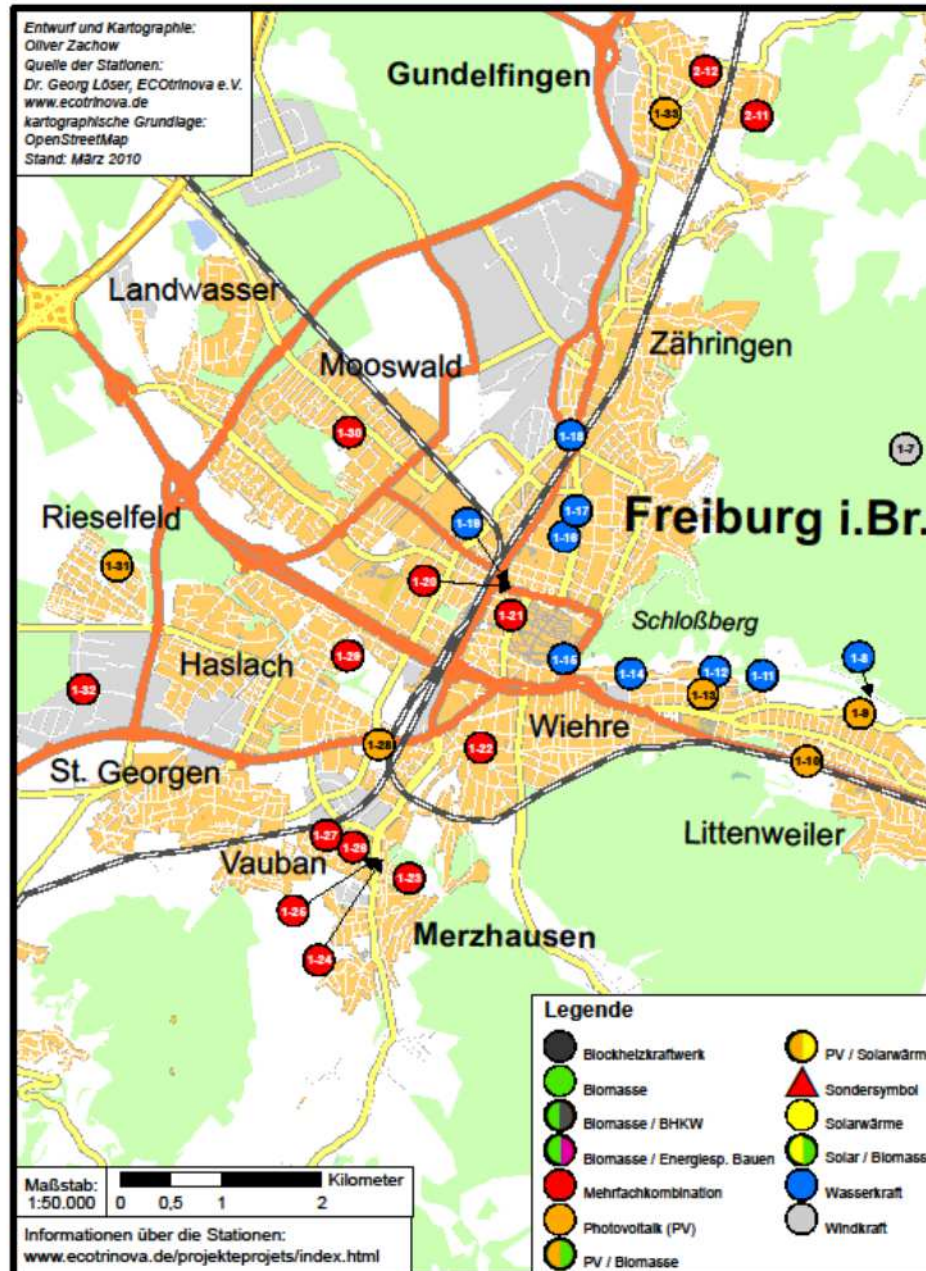 Entwurf und Kartographie:
Oliver Zachow
Quelle der Stationen:
Dr. Georg Löser, ECOtrinova e.V.
www.ecotrinova.de
kartographische Grundlage:
OpenStreetMap
Stand: März 2010
Gundelfingen
2-12
1-33
2-11
Landwasser
Mooswald
Zähringen
1-30
1-18
1-7
Rieselfeld
1-19
1-17
Freiburg i.Br.
1-16
1-31
1-20
1-21
Schloßberg
Haslach
1-29
1-15
1-14
1-12
1-11
1-8
1-32
1-13
1-9
Wiehre
1-28
1-22
1-10
St. Georgen
Littenweiler
1-27
1-26
Vauban
1-23
1-25
Merzhausen
1-24
Legende
Blockheizkraftwerk
Biomasse
Biomasse / BHKW
Biomasse / Energiesp. Bauen
Mehrfachkombination
Photovoltaik (PV)
PV / Biomasse
PV / Solarwärm
Sondersymbol
Solarwärme
Solar / Biomass
Wasserkraft
Windkraft
Maßstab:
1:50.000
Kilometer
0 0,5 1 2
Informationen über die Stationen:
www.ecotrinova.de/projekteprojets/index.html